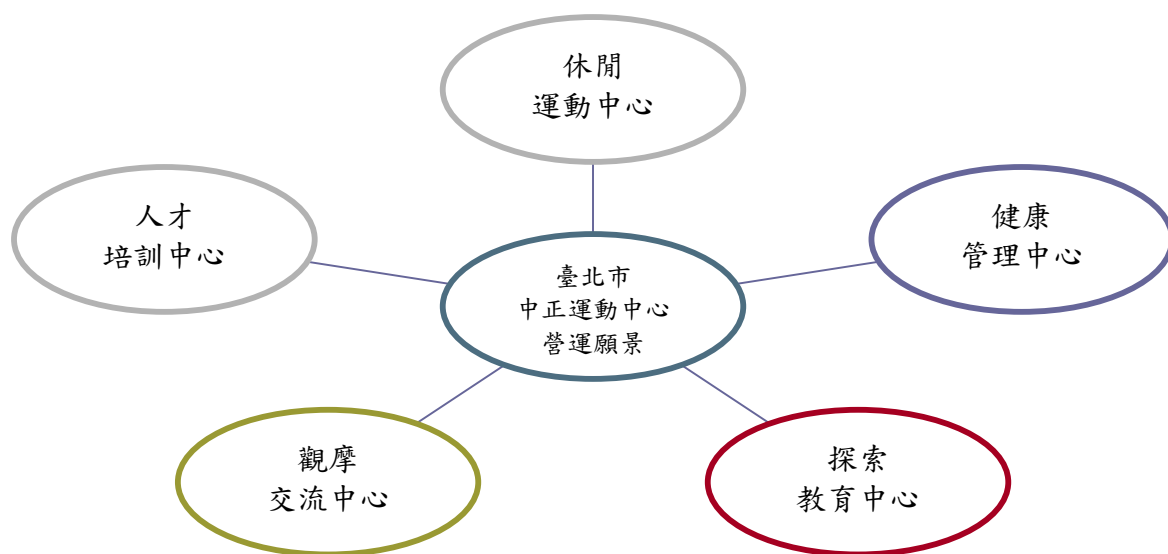 休閒
運動中心
人才
培訓中心
健康
管理中心
臺北市
中正運動中心
營運願景
觀摩
交流中心
探索
教育中心